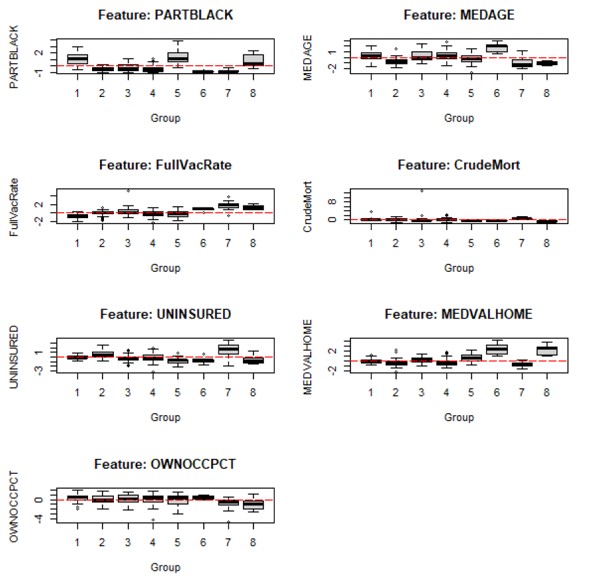 Feature: PARTBLACK
PARTBLACK
2
-1
1 2 3 4 5 6 7 8
Group
Feature: MEDAGE
MEDAGE
2
-2
1 2 3 4 5 6 7 8
Group
Feature: FullVacRate
FullVacRate
2
-2
1 2 3 4 5 6 7 8
Group
Feature: CrudeMort
CrudeMort
8
0
1 2 3 4 5 6 7 8
Group
Feature: UNINSURED
UNINSURED
1
-3
1 2 3 4 5 6 7 8
Group
Feature: MEDVALHOME
MEDVALHOME
2
-2
1 2 3 4 5 6 7 8
Group
Feature: OWNOCCPCT
OWNOCCPCT
0
-4
1 2 3 4 5 6 7 8
Group